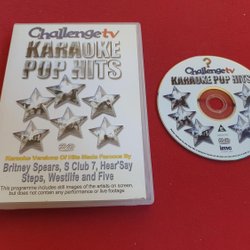 Challengetv
KARAOKE
POP HITS
Karaoke Versions Of Hits Made Famous By
Britney Spears, S Club 7, Hear'Say
Steps, Westlife and Five
This programme includes still images of the artists on screen,
but does not contain any performance or live footage.
?
Challengetv
KARAOKE
POP HITS
imc